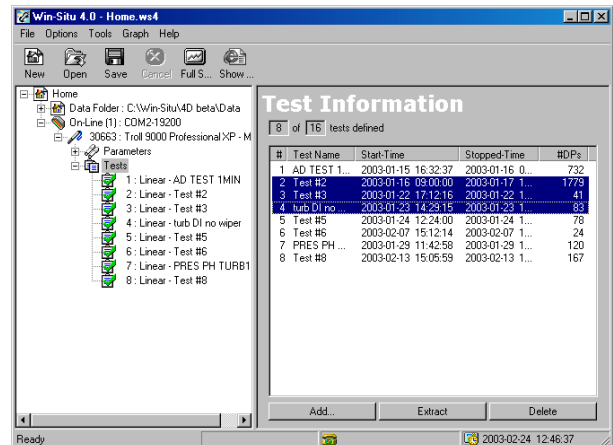 Win-Situ 4.0 - Home.ws4
File Options Tools Graph Help
New Open Save Cancel Full S... Show ...
Home
Data Folder : C:\Win-Situ\4D beta\Data
On-Line (1) : COM2-19200
30663 : Troll 9000 Professional XP - M
Parameters
Tests
1 : Linear - AD TEST 1MIN
2 : Linear - Test #2
3 : Linear - Test #3
4 : Linear - turb DI no wiper
5 : Linear - Test #5
6 : Linear - Test #6
7 : Linear - PRES PH TURB1
8 : Linear - Test #8
Test Information
8 of 16 tests defined
# Test Name Start-Time Stopped-Time #DPs
1 AD TEST 1... 2003-01-15 16:32:37 2003-01-16 0... 732
2 Test #2 2003-01-16 09:00:00 2003-01-17 1... 1779
3 Test #3 2003-01-22 17:12:16 2003-01-22 1... 41
4 turb DI no ... 2003-01-23 14:29:15 2003-01-23 1... 83
5 Test #5 2003-01-24 12:24:00 2003-01-24 1... 78
6 Test #6 2003-02-07 15:12:14 2003-02-07 1... 24
7 PRES PH ... 2003-01-29 11:42:58 2003-01-29 1... 120
8 Test #8 2003-02-13 15:05:59 2003-02-13 1... 167
Add... Extract Delete
Ready 2003-02-24 12:46:37